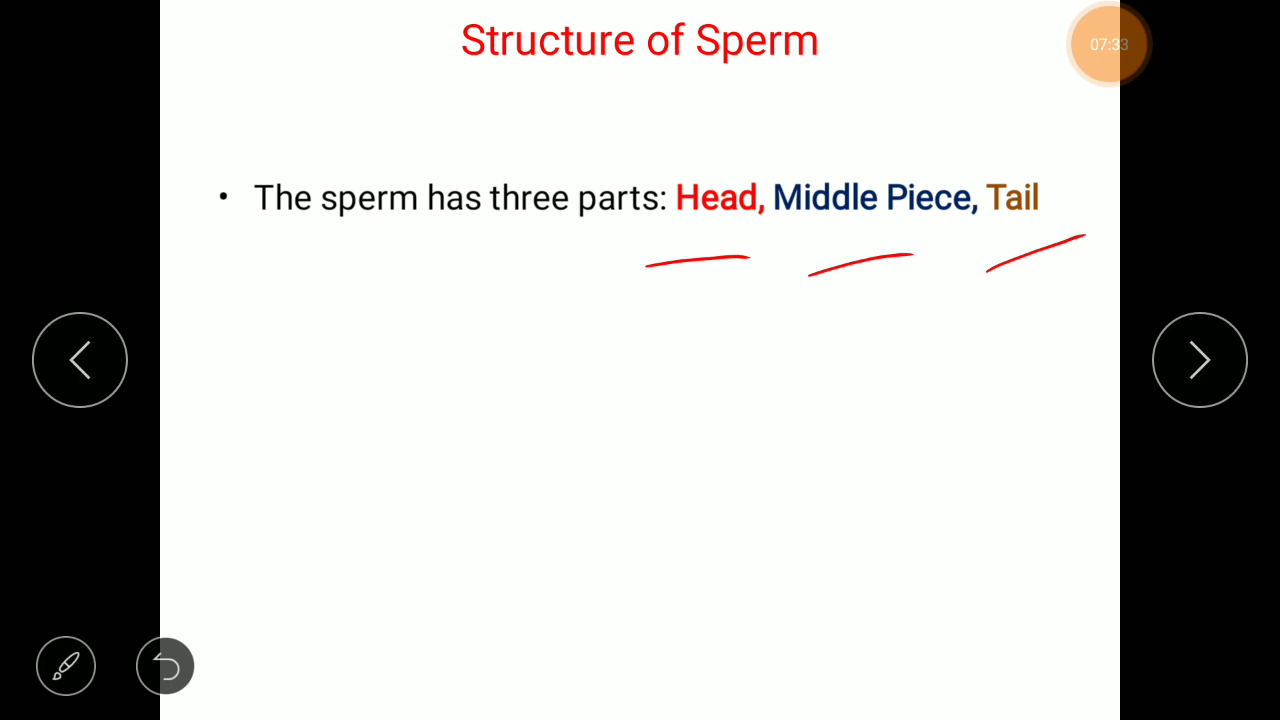 Structure of Sperm
07:33
• The sperm has three parts: Head, Middle Piece, Tail